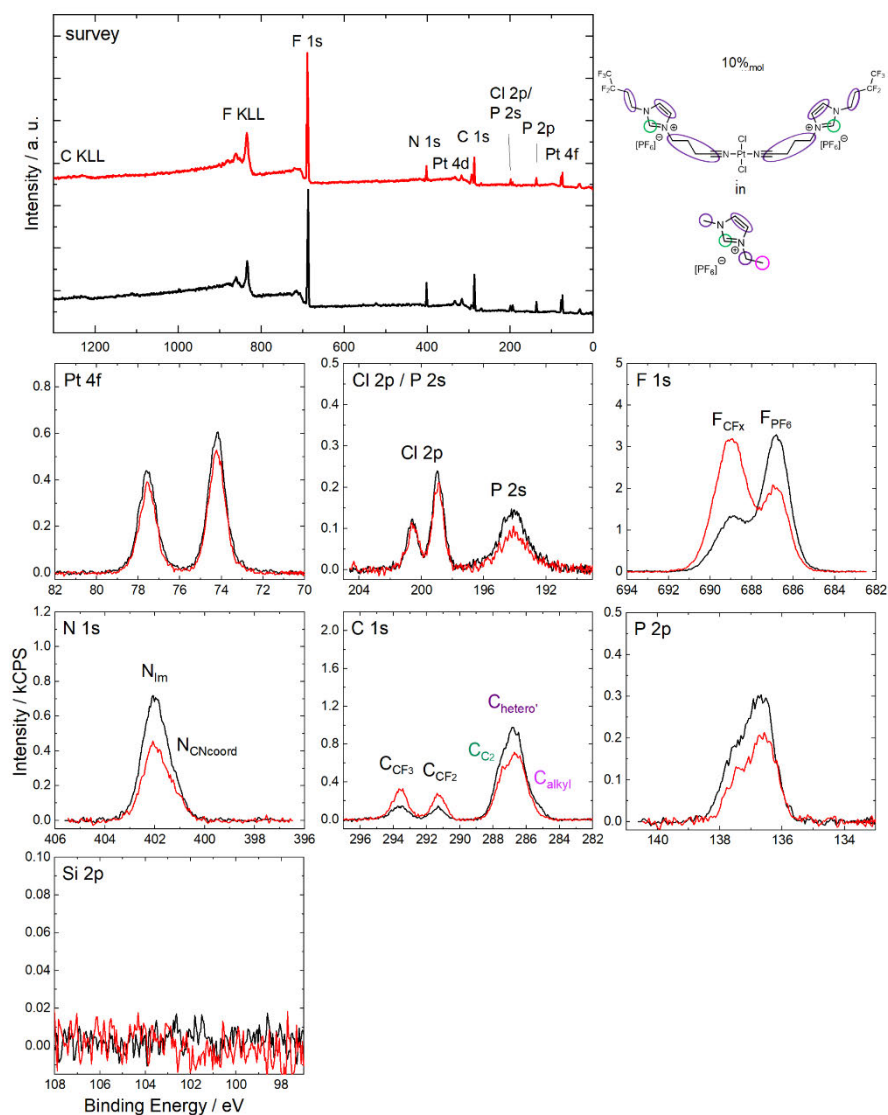 survey
F 1s
F KLL
C KLL
Cl 2p/
P 2s
P 2p
N 1s
C 1s
Pt 4d
Pt 4f
Intensity / a. u.
1200 1000 800 600 400 200 0
10%mol
CF3 CF3
F2C CF2
N N
N N
⊕ ⊕
Cl
N Pt N
Cl
[PF6]⊖ [PF6]⊖
in
N
N
⊕
[PF6]⊖
Pt 4f
0.8
0.6
0.4
0.2
0.0
82 80 78 76 74 72 70
Cl 2p / P 2s
Cl 2p
P 2s
0.5
0.4
0.3
0.2
0.1
0.0
204 200 196 192
F 1s
FCFx
FPF6
5
4
3
2
1
0
694 692 690 688 686 684 682
N 1s
NIm
NCNcoord
1.2
1.0
0.8
0.6
0.4
0.2
0.0
406 404 402 400 398 396
Intensity / kCPS
C 1s
Chetero'
CC2
CCF3
CCF2
Calkyl
2.0
1.6
1.2
0.8
0.4
0.0
296 294 292 290 288 286 284 282
P 2p
0.5
0.4
0.3
0.2
0.1
0.0
140 138 136 134
Si 2p
0.10
0.08
0.06
0.04
0.02
0.00
108 106 104 102 100 98
Binding Energy / eV